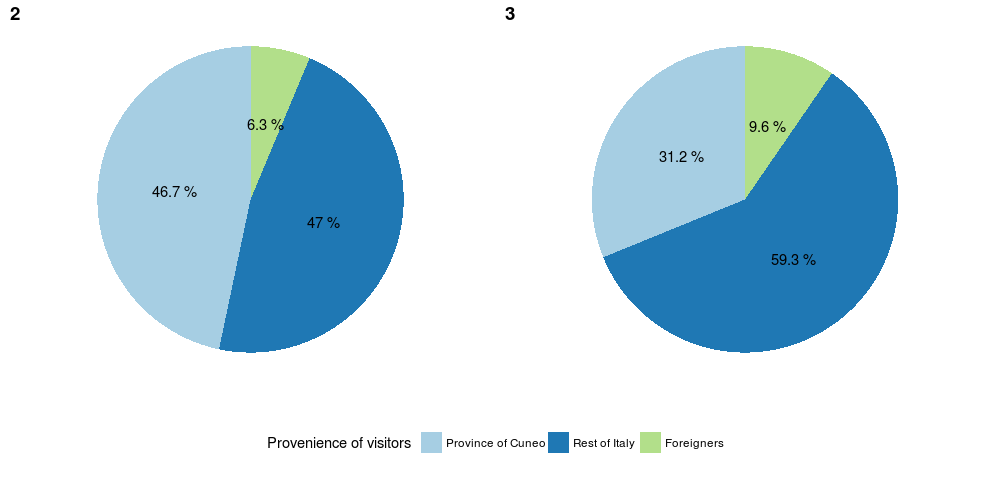 2
3
6.3 %
46.7 %
47 %
9.6 %
31.2 %
59.3 %
Provenience of visitors
Province of Cuneo
Rest of Italy
Foreigners